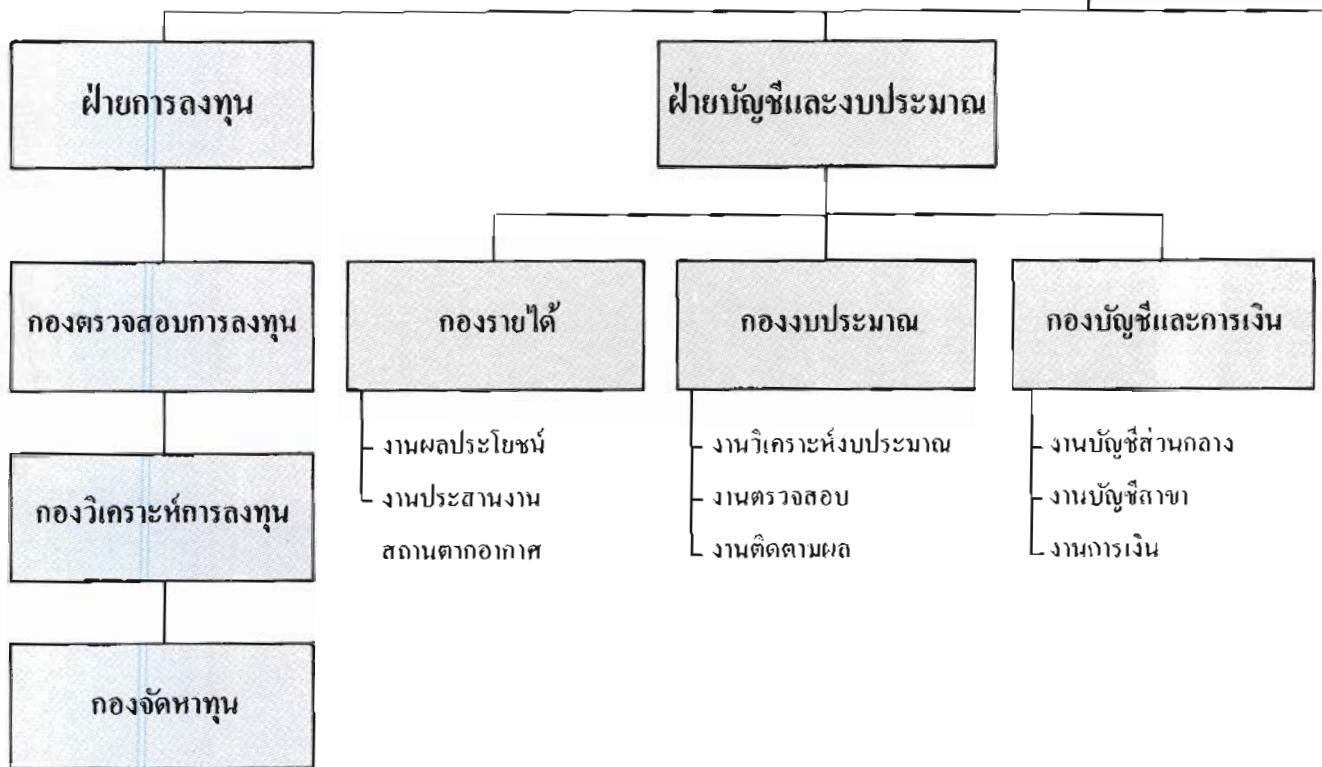 ฝ่ายการลงทุน
ฝ่ายบัญชีและงบประมาณ
กองตรวจสอบการลงทุน
กองรายได้
กองงบประมาณ
กองบัญชีและการเงิน
กองวิเคราะห์การลงทุน
กองจัดหาทุน
- งานผลประโยชน์
- งานประสานงาน
สถานตากอากาศ
- งานวิเคราะห์งบประมาณ
- งานตรวจสอบ
- งานติดตามผล
- งานบัญชีส่วนกลาง
- งานบัญชีสาขา
- งานการเงิน